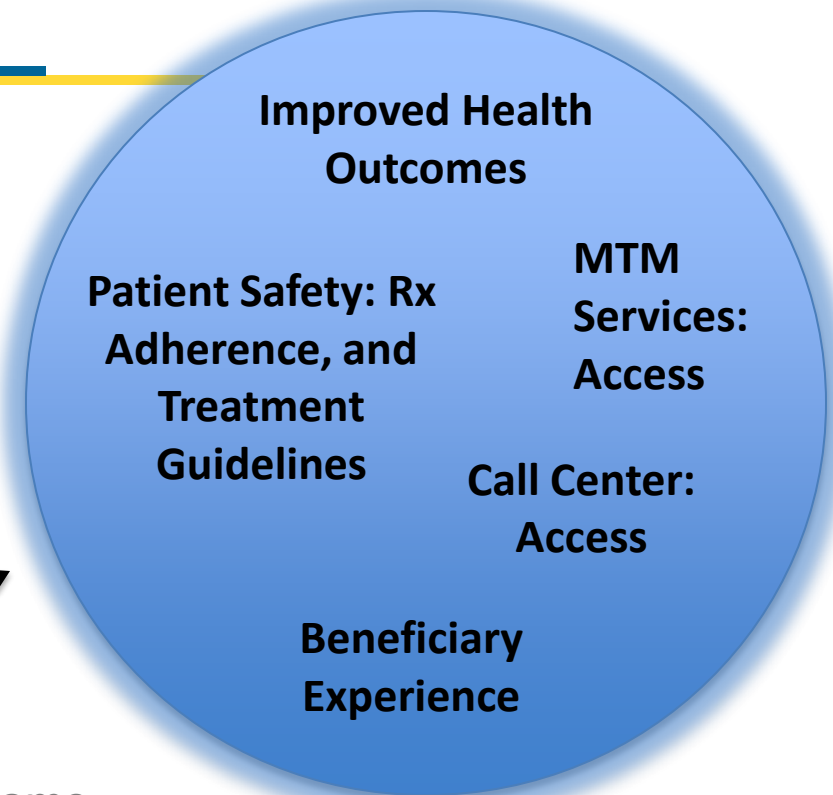 Improved Health
Outcomes
Patient Safety: Rx
Adherence, and
Treatment
Guidelines
MTM
Services:
Access
Call Center:
Access
Beneficiary
Experience